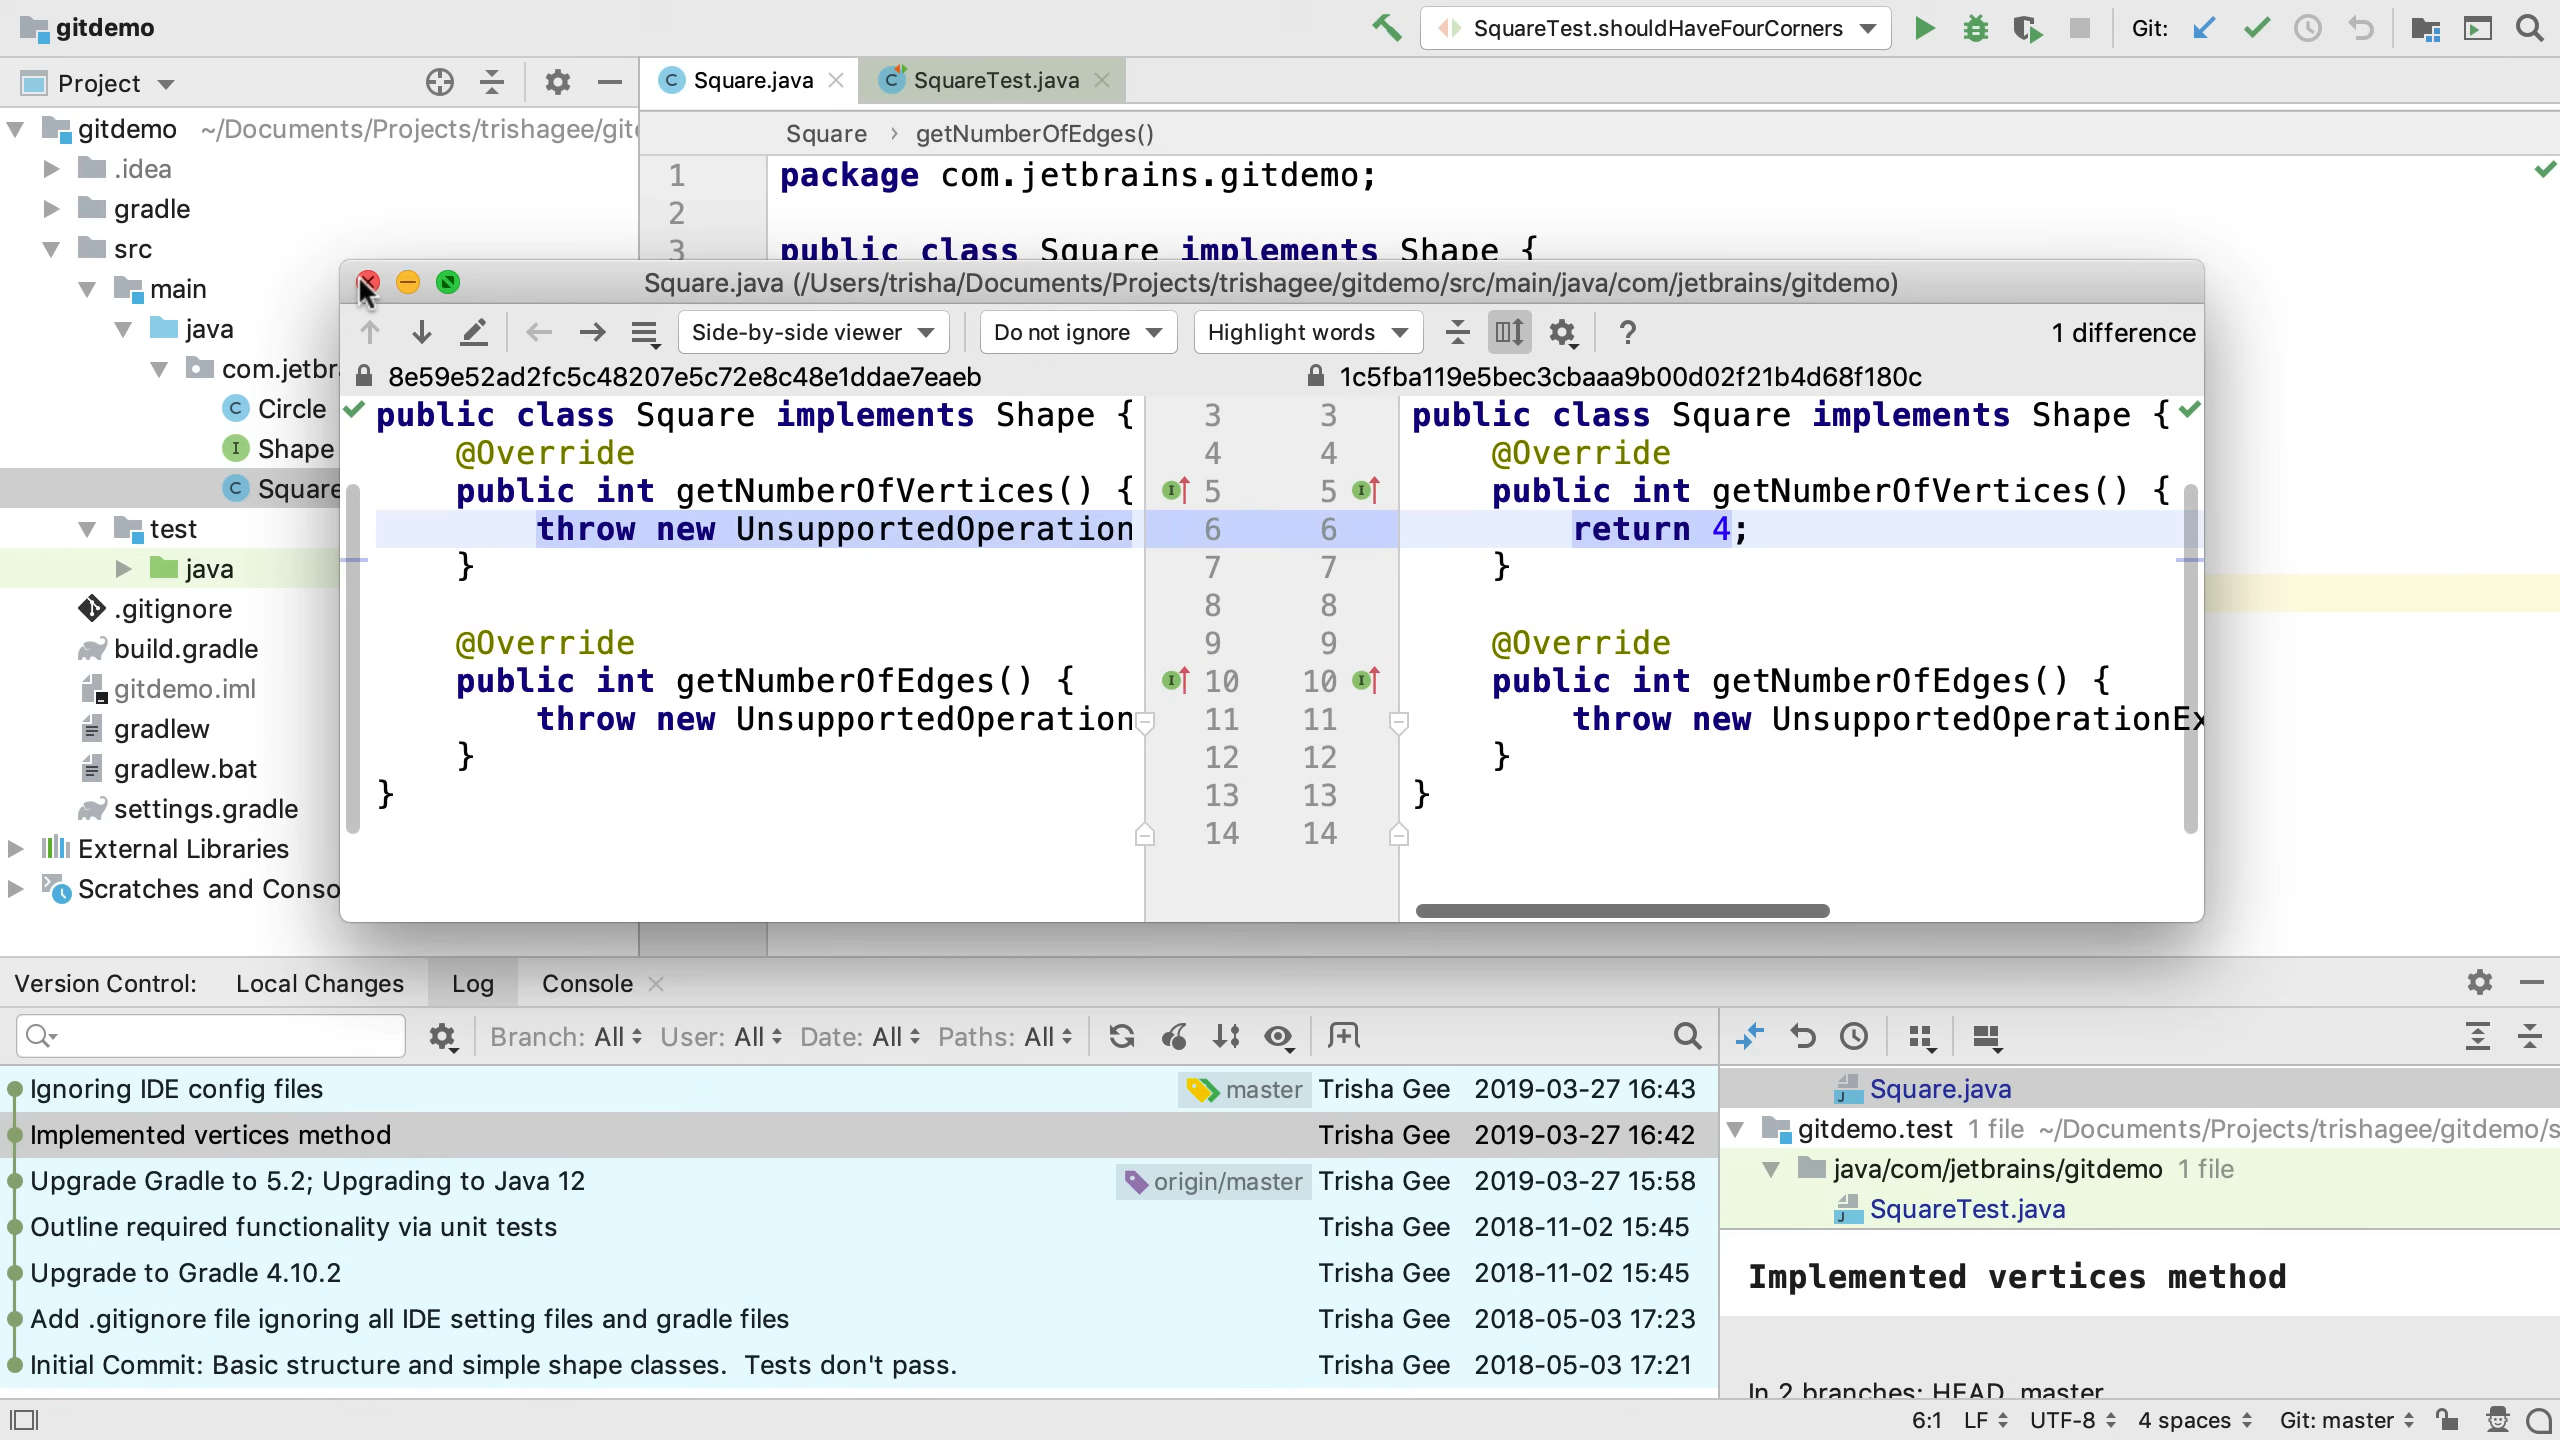 gitdemo
SquareTest.shouldHaveFourCorners
Git:
Project
Square.java
SquareTest.java
gitdemo ~/Documents/Projects/trishagee/git
Square › getNumberOfEdges()
.idea
gradle
src
main
java
com.jetbr
Circle
Shape
Square
test
java
.gitignore
build.gradle
gitdemo.iml
gradlew
gradlew.bat
settings.gradle
External Libraries
Scratches and Conso
1 package com.jetbrains.gitdemo;
2
3 public class Square implements Shape {
Square.java (/Users/trisha/Documents/Projects/trishagee/gitdemo/src/main/java/com/jetbrains/gitdemo)
Side-by-side viewer
Do not ignore
Highlight words
?
1 difference
8e59e52ad2fc5c48207e5c72e8c48e1ddae7eaeb
1c5fba119e5bec3cbaaa9b00d02f21b4d68f180c
public class Square implements Shape { 3 3 public class Square implements Shape {
@Override 4 4 @Override
public int getNumberOfVertices() { 5 5 public int getNumberOfVertices() {
throw new UnsupportedOperation 6 6 return 4;
} 7 7 }
8 8
@Override 9 9 @Override
public int getNumberOfEdges() { 10 10 public int getNumberOfEdges() {
throw new UnsupportedOperation 11 11 throw new UnsupportedOperationEx
} 12 12 }
} 13 13 }
14 14
Version Control: Local Changes Log Console
Branch: All User: All Date: All Paths: All
Ignoring IDE config files master Trisha Gee 2019-03-27 16:43
Implemented vertices method Trisha Gee 2019-03-27 16:42
Upgrade Gradle to 5.2; Upgrading to Java 12 origin/master Trisha Gee 2019-03-27 15:58
Outline required functionality via unit tests Trisha Gee 2018-11-02 15:45
Upgrade to Gradle 4.10.2 Trisha Gee 2018-11-02 15:45
Add .gitignore file ignoring all IDE setting files and gradle files Trisha Gee 2018-05-03 17:23
Initial Commit: Basic structure and simple shape classes. Tests don't pass. Trisha Gee 2018-05-03 17:21
Square.java
gitdemo.test 1 file ~/Documents/Projects/trishagee/gitdemo/s
java/com/jetbrains/gitdemo 1 file
SquareTest.java
Implemented vertices method
In 2 branches: HEAD, master
6:1 LF UTF-8 4 spaces Git: master